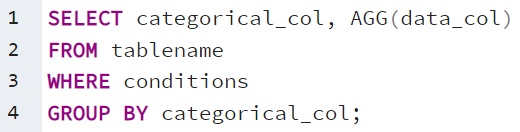 1 SELECT categorical_col, AGG(data_col)
2 FROM tablename
3 WHERE conditions
4 GROUP BY categorical_col;